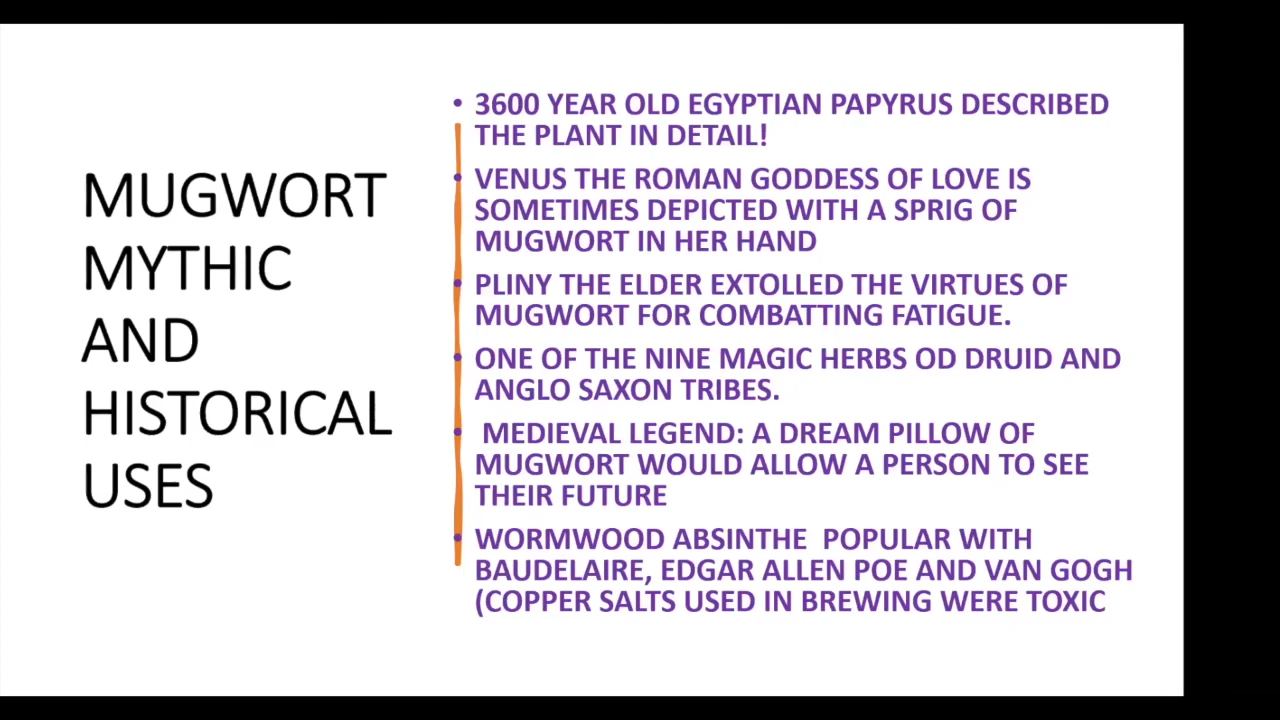 MUGWORT
MYTHIC
AND
HISTORICAL
USES
• 3600 YEAR OLD EGYPTIAN PAPYRUS DESCRIBED
THE PLANT IN DETAIL!
• VENUS THE ROMAN GODDESS OF LOVE IS
SOMETIMES DEPICTED WITH A SPRIG OF
MUGWORT IN HER HAND
• PLINY THE ELDER EXTOLLED THE VIRTUES OF
MUGWORT FOR COMBATTING FATIGUE.
• ONE OF THE NINE MAGIC HERBS OD DRUID AND
ANGLO SAXON TRIBES.
• MEDIEVAL LEGEND: A DREAM PILLOW OF
MUGWORT WOULD ALLOW A PERSON TO SEE
THEIR FUTURE
• WORMWOOD ABSINTHE  POPULAR WITH
BAUDELAIRE, EDGAR ALLEN POE AND VAN GOGH
(COPPER SALTS USED IN BREWING WERE TOXIC